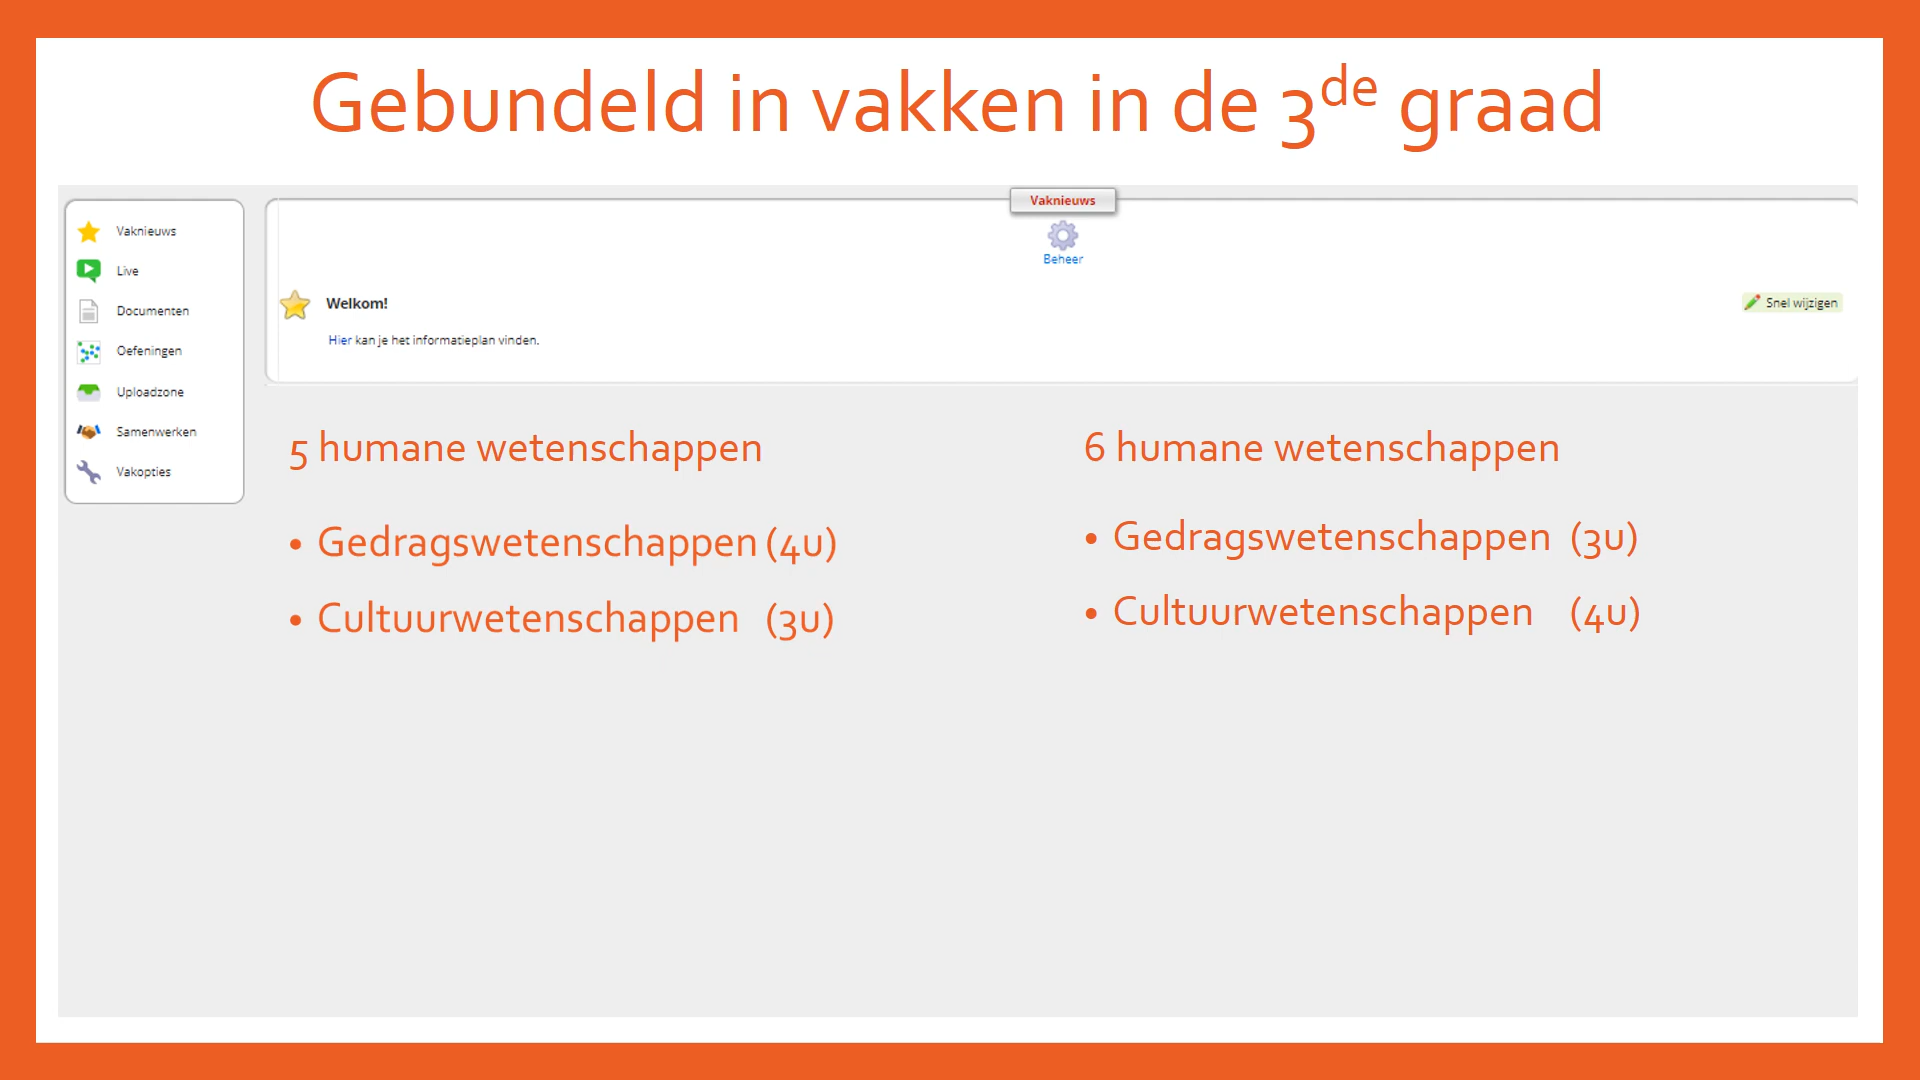 Gebundeld in vakken in de 3de graad
Vaknieuws
Live
Documenten
Oefeningen
Uploadzone
Samenwerken
Vakopties
Vaknieuws
Beheer
Welkom!
Snel wijzigen
Hier kan je het informatieplan vinden.
5 humane wetenschappen
• Gedragswetenschappen (4u)
• Cultuurwetenschappen (3u)
6 humane wetenschappen
• Gedragswetenschappen (3u)
• Cultuurwetenschappen (4u)